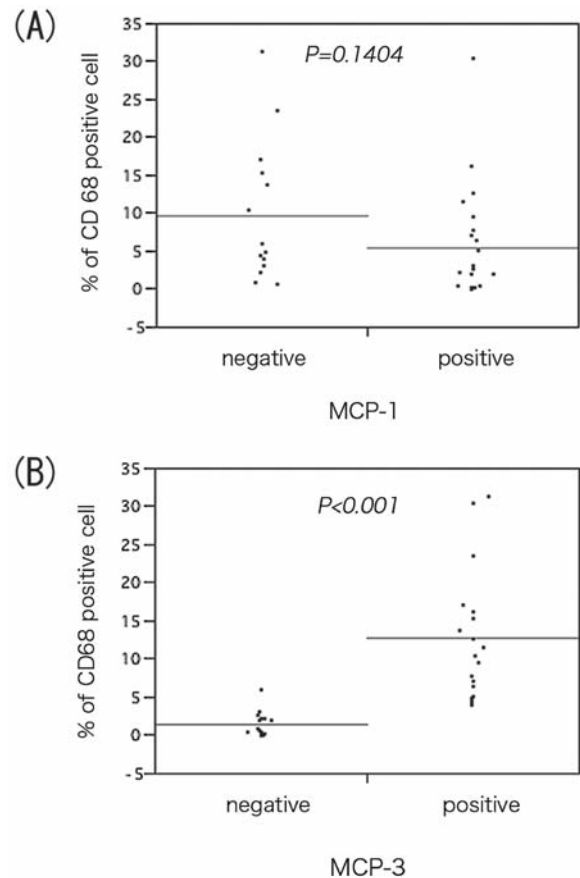 (A)
% of CD 68 positive cell
35
30
25
20
15
10
5
0
-5
P=0.1404
negative positive
MCP-1
(B)
% of CD68 positive cell
35
30
25
20
15
10
5
0
-5
P<0.001
negative positive
MCP-3